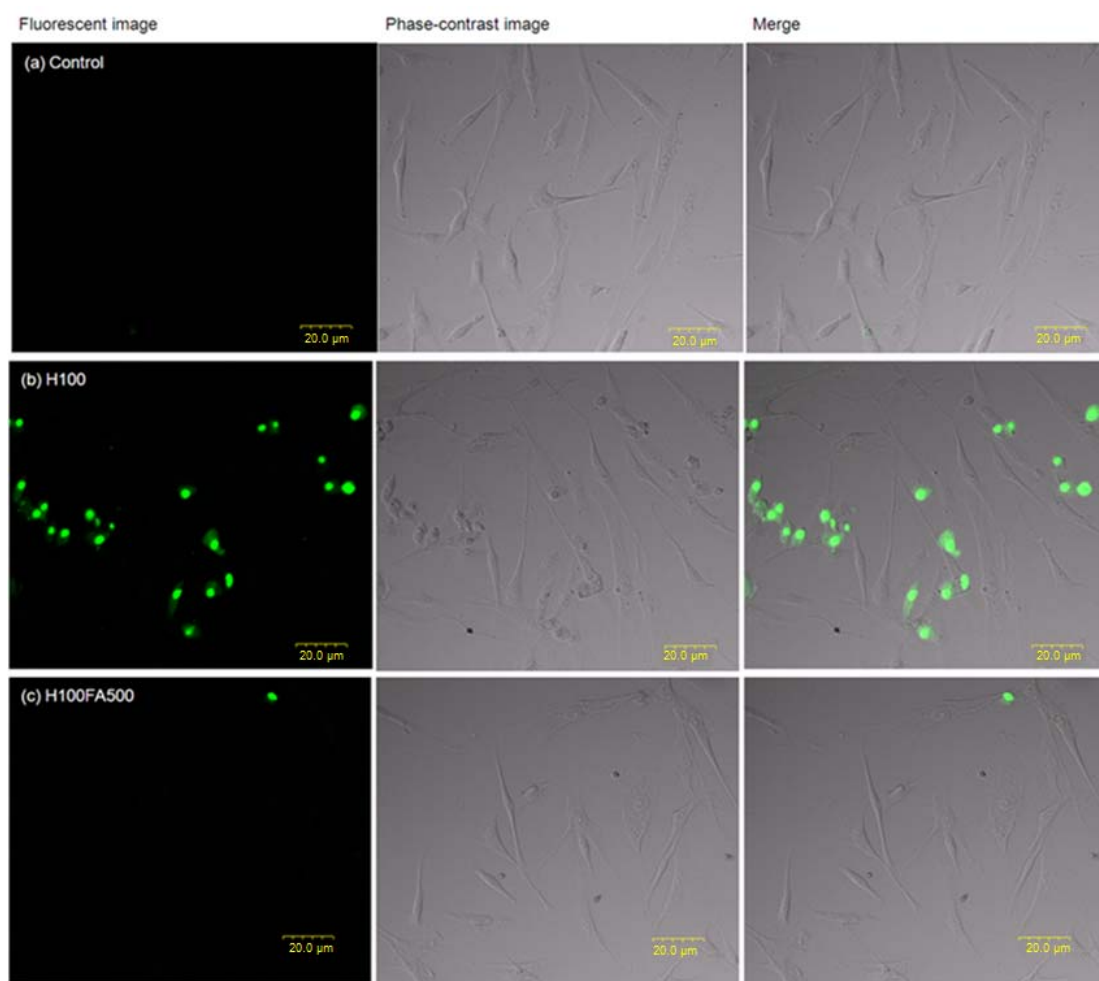 Fluorescent image Phase-contrast image Merge
(a) Control
20.0 µm 20.0 µm 20.0 µm
(b) H100
20.0 µm 20.0 µm 20.0 µm
(c) H100FA500
20.0 µm 20.0 µm 20.0 µm